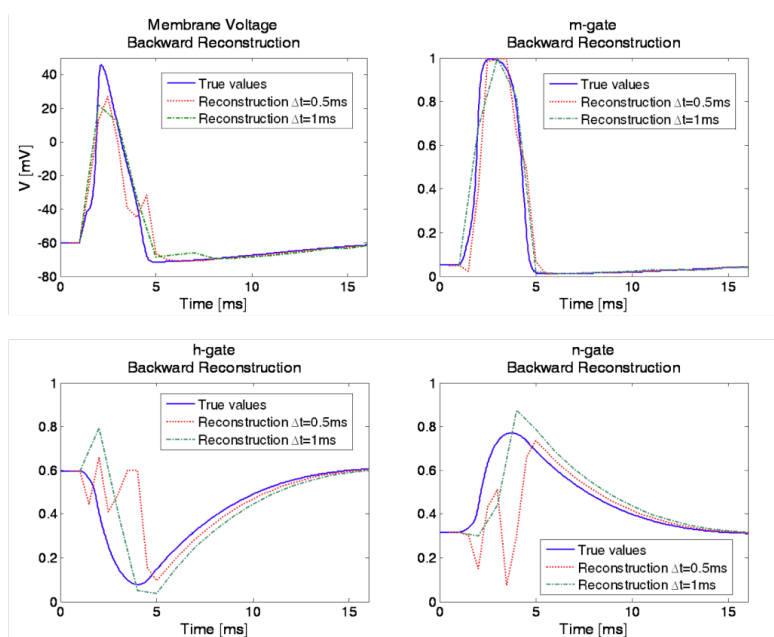 Membrane Voltage
Backward Reconstruction
V [mV]
40
20
0
-20
-40
-60
-80
True values
Reconstruction Δt=0.5ms
Reconstruction Δt=1ms
0 5 10 15
Time [ms]
m-gate
Backward Reconstruction
1
0.8
0.6
0.4
0.2
0
True values
Reconstruction Δt=0.5ms
Reconstruction Δt=1ms
0 5 10 15
Time [ms]
h-gate
Backward Reconstruction
1
0.8
0.6
0.4
0.2
0
True values
Reconstruction Δt=0.5ms
Reconstruction Δt=1ms
0 5 10 15
Time [ms]
n-gate
Backward Reconstruction
1
0.8
0.6
0.4
0.2
0
True values
Reconstruction Δt=0.5ms
Reconstruction Δt=1ms
0 5 10 15
Time [ms]